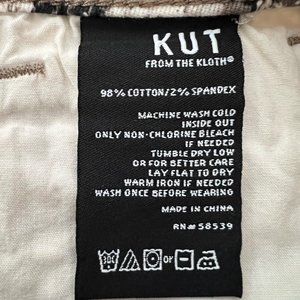 KUT
FROM THE KLOTH®
98% COTTON/2% SPANDEX
MACHINE WASH COLD
INSIDE OUT
ONLY NON-CHLORINE BLEACH
IF NEEDED
TUMBLE DRY LOW
OR FOR BETTER CARE
LAY FLAT TO DRY
WARM IRON IF NEEDED
WASH ONCE BEFORE WEARING
MADE IN CHINA
RN# 58539
or